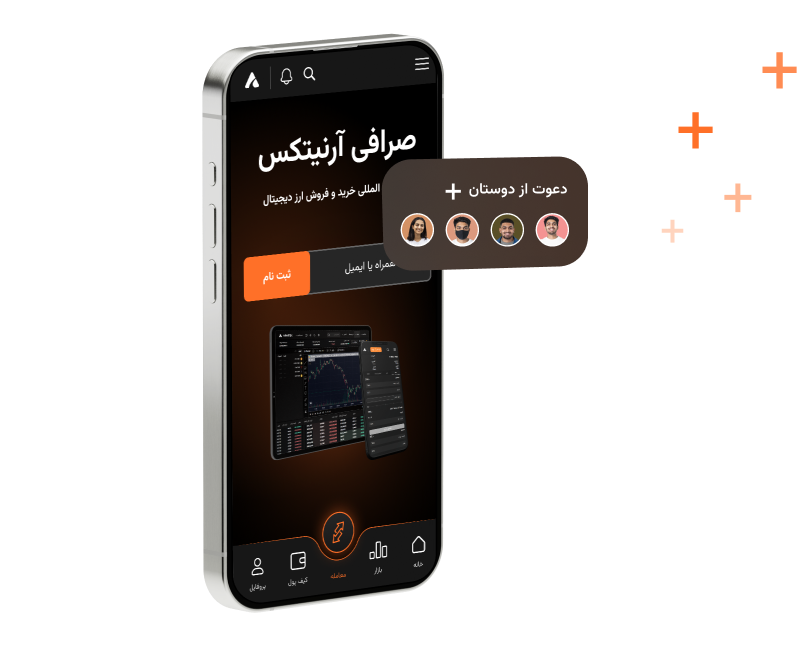 صرافی آرنیتکس
المللی خرید و فروش ارز دیجیتال
دعوت از دوستان +
همراه یا ایمیل
ثبت نام
خانه
بازار
معامله
کیف پول
پروفایل